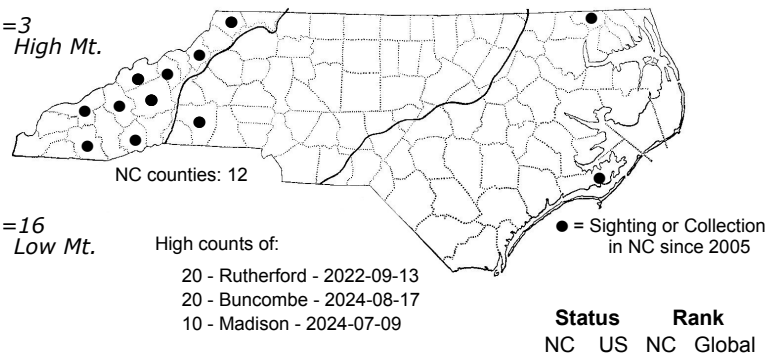 =3
High Mt.
NC counties: 12
=16
Low Mt.
High counts of:
20 - Rutherford - 2022-09-13
20 - Buncombe - 2024-08-17
10 - Madison - 2024-07-09
● = Sighting or Collection
in NC since 2005
Status Rank
NC US NC Global